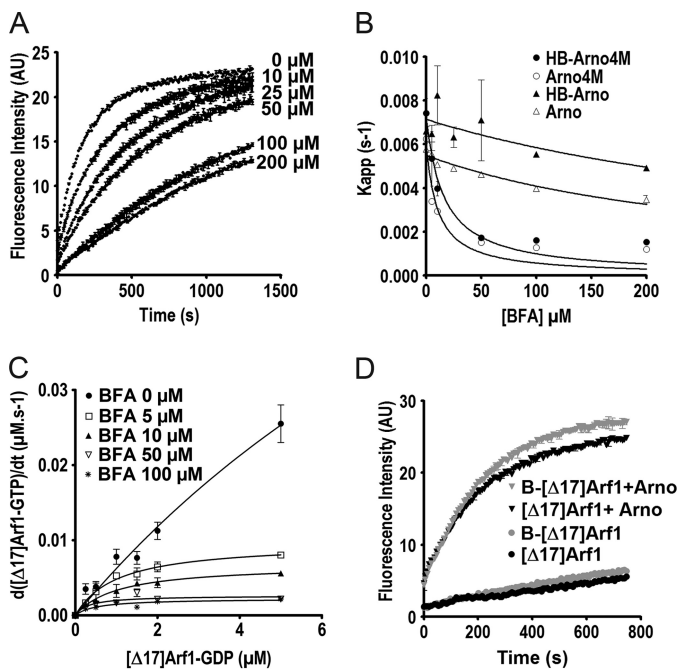 A
Fluorescence Intensity (AU)
25
20
15
10
5
0
0 µM
10 µM
25 µM
50 µM
100 µM
200 µM
0
500
1000
1500
Time (s)
B
Kapp (s-1)
0.010
0.008
0.006
0.004
0.002
0.000
HB-Arno4M
Arno4M
HB-Arno
Arno
0
50
100
150
200
[BFA] µM
C
d([Δ17]Arf1-GTP)/dt (µM.s-1)
0.03
0.02
0.01
0.00
BFA 0 µM
BFA 5 µM
BFA 10 µM
BFA 50 µM
BFA 100 µM
0
2
4
6
[Δ17]Arf1-GDP (µM)
D
Fluorescence Intensity (AU)
30
20
10
0
B-[Δ17]Arf1+Arno
[Δ17]Arf1+ Arno
B-[Δ17]Arf1
[Δ17]Arf1
0
200
400
600
800
Time (s)